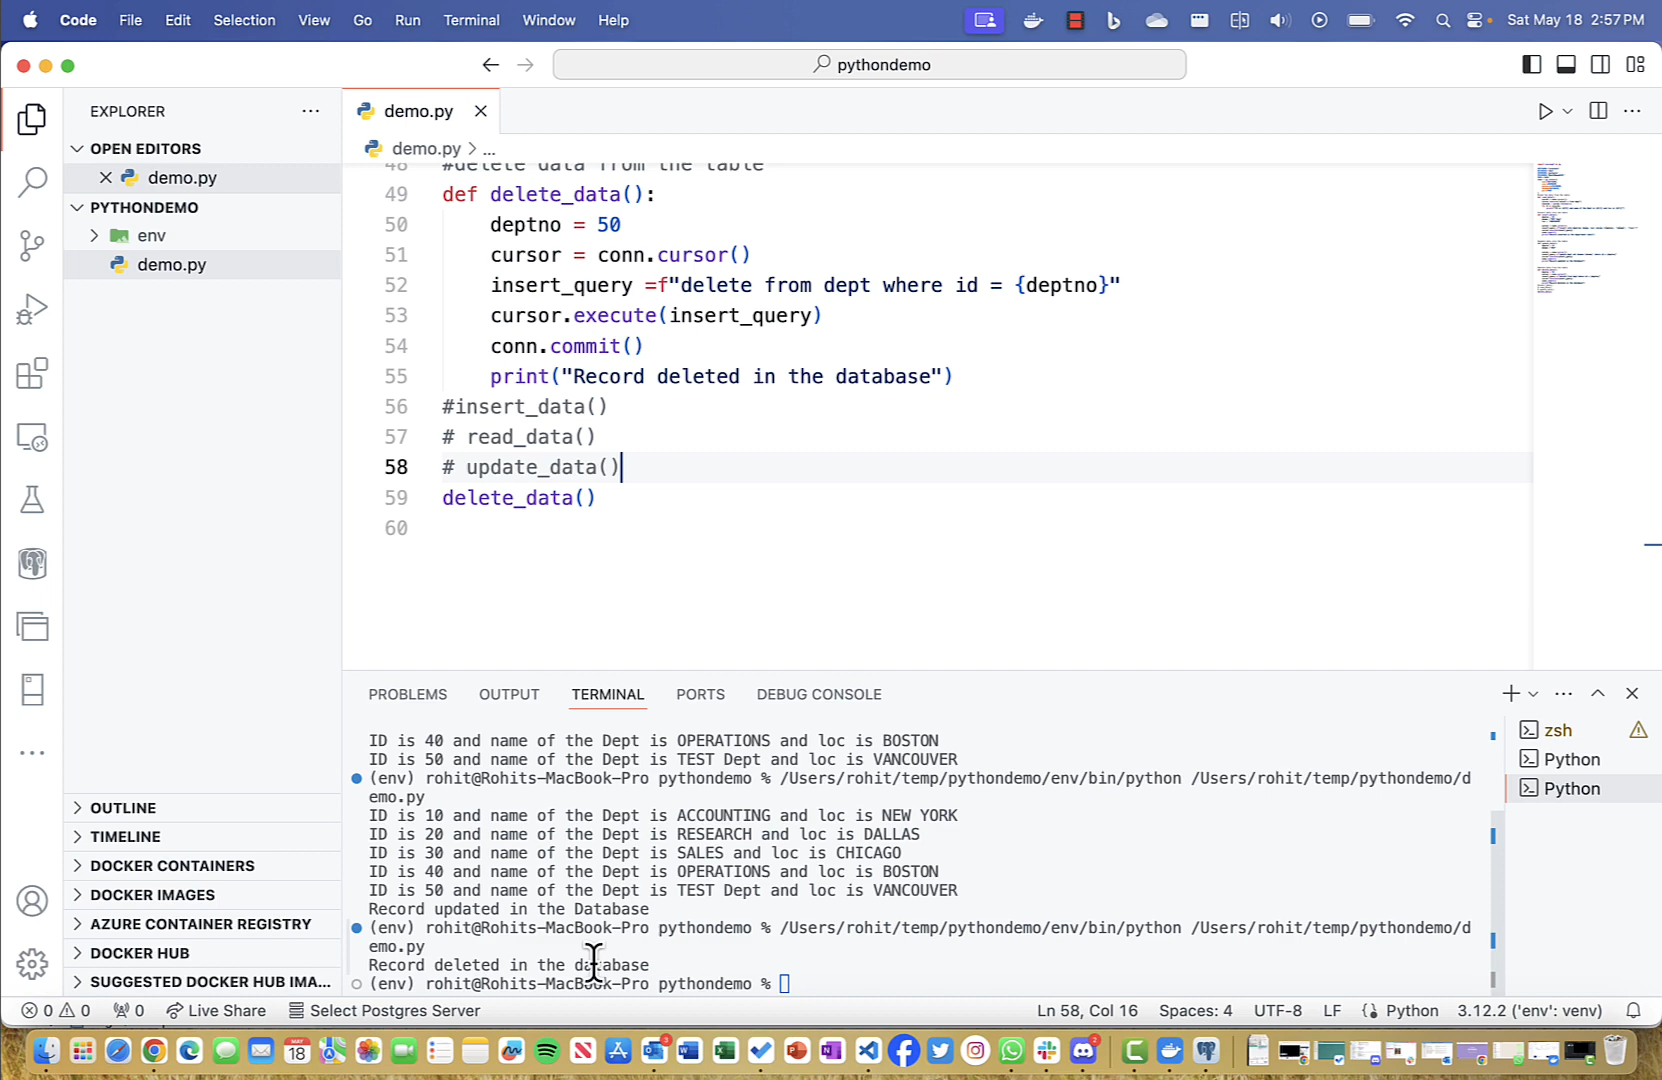 Code File Edit Selection View Go Run Terminal Window Help Sat May 18 2:57 PM
pythondemo
EXPLORER
demo.py
OPEN EDITORS
demo.py > ...
demo.py
PYTHONDEMO
env
demo.py
48 #delete data from the table
49 def delete_data():
50 deptno = 50
51 cursor = conn.cursor()
52 insert_query =f"delete from dept where id = {deptno}"
53 cursor.execute(insert_query)
54 conn.commit()
55 print("Record deleted in the database")
56 #insert_data()
57 # read_data()
58 # update_data()
59 delete_data()
60
PROBLEMS OUTPUT TERMINAL PORTS DEBUG CONSOLE
ID is 40 and name of the Dept is OPERATIONS and loc is BOSTON
ID is 50 and name of the Dept is TEST Dept and loc is VANCOUVER
(env) rohit@Rohits-MacBook-Pro pythondemo % /Users/rohit/temp/pythondemo/env/bin/python /Users/rohit/temp/pythondemo/d
emo.py
ID is 10 and name of the Dept is ACCOUNTING and loc is NEW YORK
ID is 20 and name of the Dept is RESEARCH and loc is DALLAS
ID is 30 and name of the Dept is SALES and loc is CHICAGO
ID is 40 and name of the Dept is OPERATIONS and loc is BOSTON
ID is 50 and name of the Dept is TEST Dept and loc is VANCOUVER
Record updated in the Database
(env) rohit@Rohits-MacBook-Pro pythondemo % /Users/rohit/temp/pythondemo/env/bin/python /Users/rohit/temp/pythondemo/d
emo.py
Record deleted in the database
(env) rohit@Rohits-MacBook-Pro pythondemo %
zsh
Python
Python
OUTLINE
TIMELINE
DOCKER CONTAINERS
DOCKER IMAGES
AZURE CONTAINER REGISTRY
DOCKER HUB
SUGGESTED DOCKER HUB IMA...
0 0 0 Live Share Select Postgres Server Ln 58, Col 16 Spaces: 4 UTF-8 LF Python 3.12.2 ('env': venv)
MAY
18
3
2